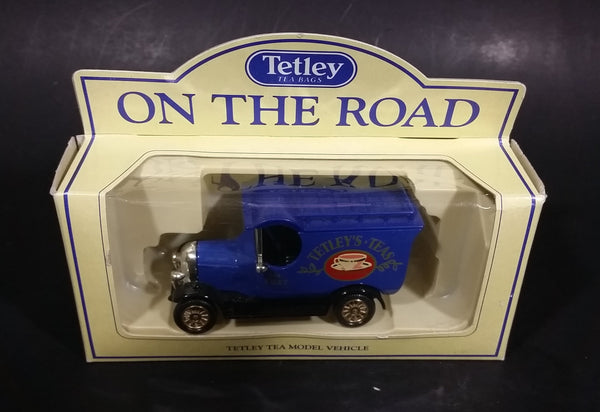 Tetley
TEA BAGS
ON THE ROAD
TETLEY'S · TEAS
TETLEY TEA MODEL VEHICLE